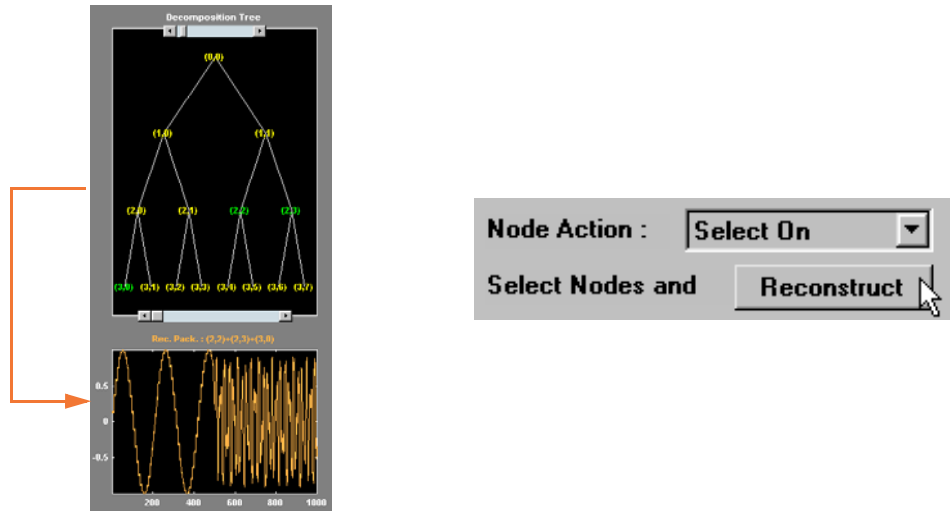 Decomposition Tree
(0,0)
(1,0) (1,1)
(2,0) (2,1) (2,2) (2,3)
(3,0) (3,1) (3,2) (3,3) (3,4) (3,5) (3,6) (3,7)
Rec. Pack. : (2,2)+(2,3)+(3,0)
0.5
0
-0.5
200 400 600 800 1000
Node Action : Select On
Select Nodes and Reconstruct